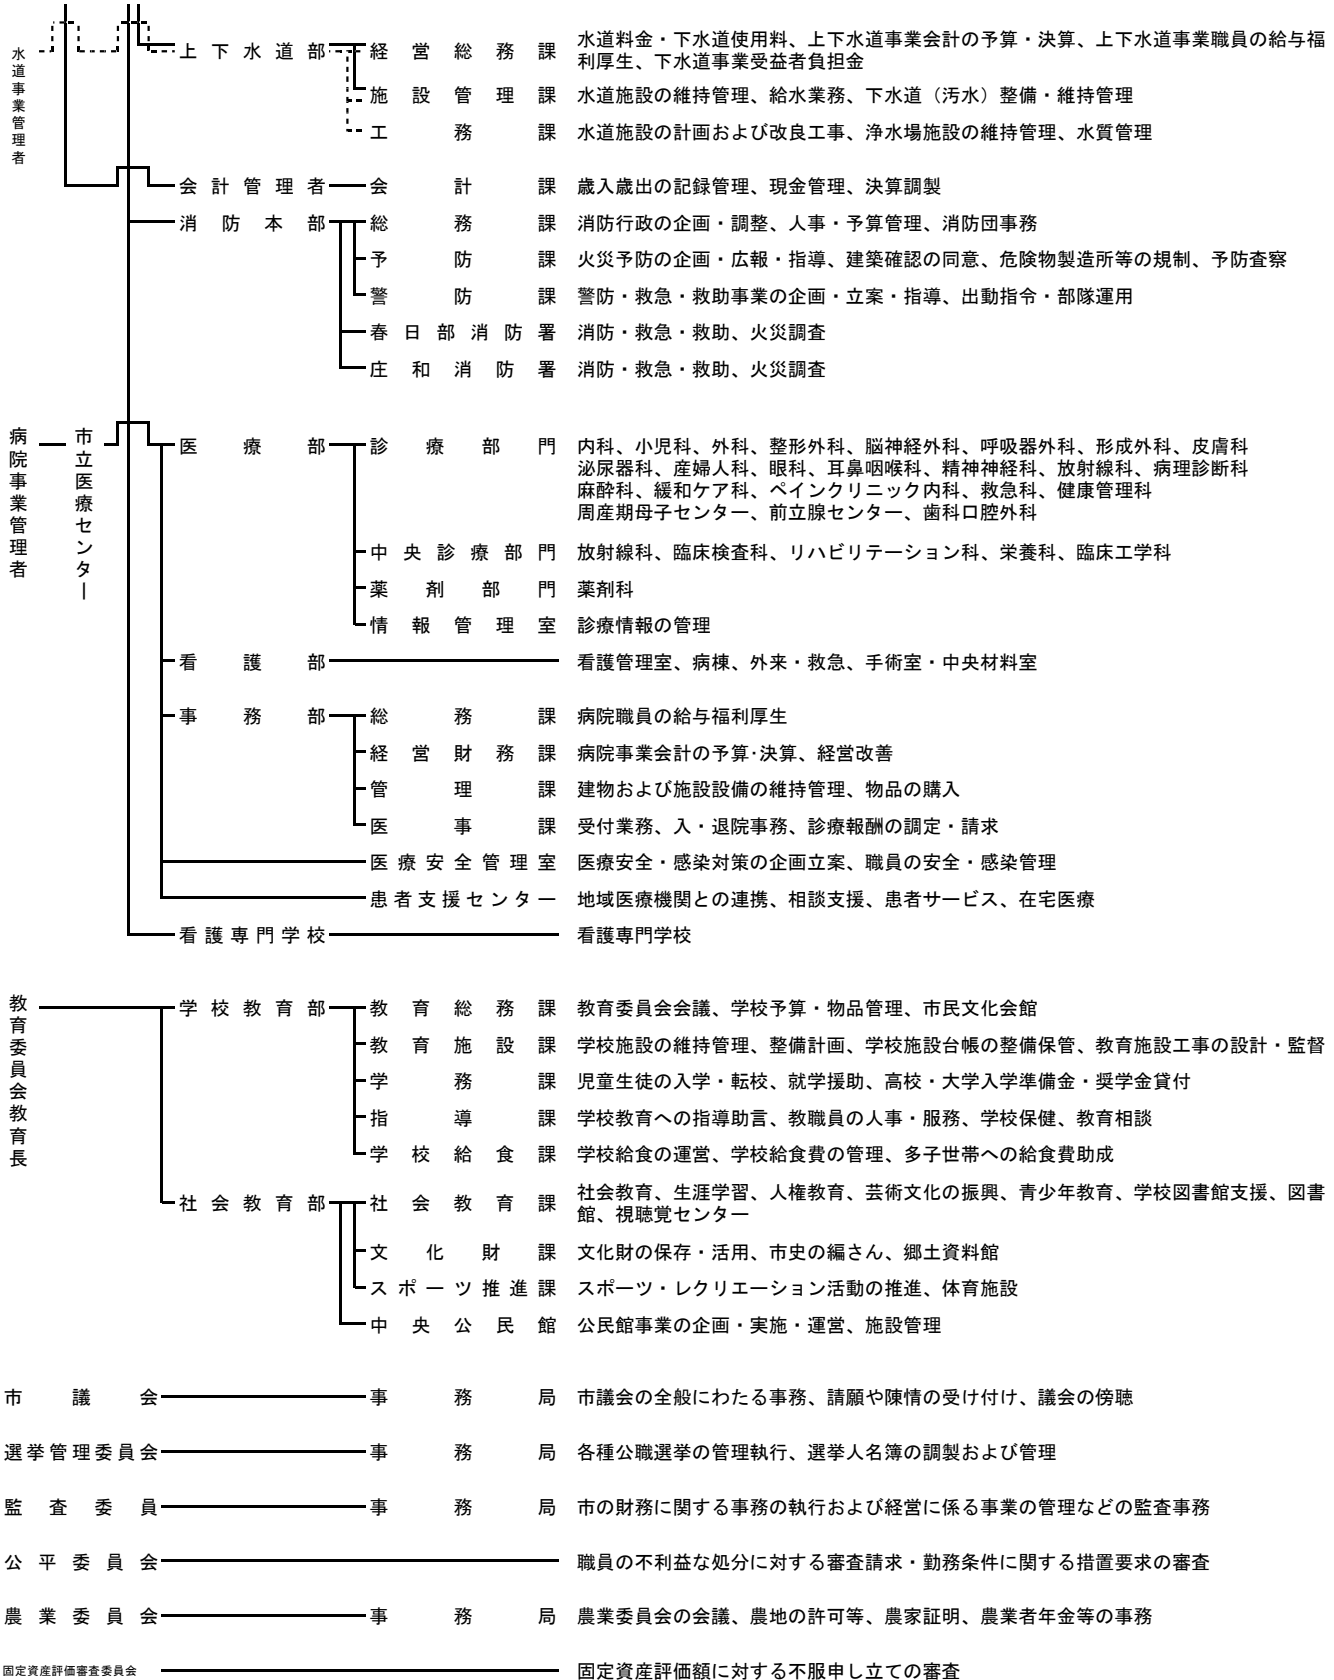 水道事業管理者
上下水道部 経営総務課 水道料金・下水道使用料、上下水道事業会計の予算・決算、上下水道事業職員の給与福
利厚生、下水道事業受益者負担金
施設管理課 水道施設の維持管理、給水業務、下水道（汚水）整備・維持管理
工務課 水道施設の計画および改良工事、浄水場施設の維持管理、水質管理
会計管理者 会計課 歳入歳出の記録管理、現金管理、決算調製
消防本部 総務課 消防行政の企画・調整、人事・予算管理、消防団事務
予防課 火災予防の企画・広報・指導、建築確認の同意、危険物製造所等の規制、予防査察
警防課 警防・救急・救助事業の企画・立案・指導、出動指令・部隊運用
春日部消防署 消防・救急・救助、火災調査
庄和消防署 消防・救急・救助、火災調査
病院事業管理者
市立医療センター
医療部 診療部門 内科、小児科、外科、整形外科、脳神経外科、呼吸器外科、形成外科、皮膚科
泌尿器科、産婦人科、眼科、耳鼻咽喉科、精神神経科、放射線科、病理診断科
麻酔科、緩和ケア科、ペインクリニック内科、救急科、健康管理科
周産期母子センター、前立腺センター、歯科口腔外科
中央診療部門 放射線科、臨床検査科、リハビリテーション科、栄養科、臨床工学科
薬剤部門 薬剤科
情報管理室 診療情報の管理
看護部 看護管理室、病棟、外来・救急、手術室・中央材料室
事務部 総務課 病院職員の給与福利厚生
経営財務課 病院事業会計の予算･決算、経営改善
管理課 建物および施設設備の維持管理、物品の購入
医事課 受付業務、入・退院事務、診療報酬の調定・請求
医療安全管理室 医療安全・感染対策の企画立案、職員の安全・感染管理
患者支援センター 地域医療機関との連携、相談支援、患者サービス、在宅医療
看護専門学校 看護専門学校
教育委員会教育長
学校教育部 教育総務課 教育委員会会議、学校予算・物品管理、市民文化会館
教育施設課 学校施設の維持管理、整備計画、学校施設台帳の整備保管、教育施設工事の設計・監督
学務課 児童生徒の入学・転校、就学援助、高校・大学入学準備金・奨学金貸付
指導課 学校教育への指導助言、教職員の人事・服務、学校保健、教育相談
学校給食課 学校給食の運営、学校給食費の管理、多子世帯への給食費助成
社会教育部 社会教育課 社会教育、生涯学習、人権教育、芸術文化の振興、青少年教育、学校図書館支援、図書
館、視聴覚センター
文化財課 文化財の保存・活用、市史の編さん、郷土資料館
スポーツ推進課 スポーツ・レクリエーション活動の推進、体育施設
中央公民館 公民館事業の企画・実施・運営、施設管理
市議会 事務局 市議会の全般にわたる事務、請願や陳情の受け付け、議会の傍聴
選挙管理委員会 事務局 各種公職選挙の管理執行、選挙人名簿の調製および管理
監査委員 事務局 市の財務に関する事務の執行および経営に係る事業の管理などの監査事務
公平委員会 職員の不利益な処分に対する審査請求・勤務条件に関する措置要求の審査
農業委員会 事務局 農業委員会の会議、農地の許可等、農家証明、農業者年金等の事務
固定資産評価審査委員会 固定資産評価額に対する不服申し立ての審査